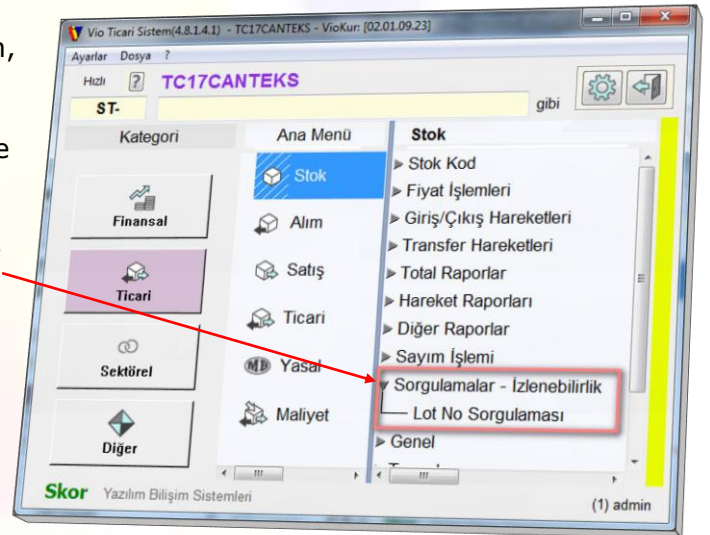 Vio Ticari Sistem(4.8.1.4.1) - TC17CANTEKS - VioKur: [02.01.09.23]
Ayarlar Dosya ?
Hızlı ? TC17CANTEKS
ST- gibi
Kategori
Finansal
Ticari
Sektörel
Diğer
Ana Menü
Stok
Alım
Satış
Ticari
MB Yasal
Maliyet
Stok
Stok Kod
Fiyat İşlemleri
Giriş/Çıkış Hareketleri
Transfer Hareketleri
Total Raporlar
Hareket Raporları
Diğer Raporlar
Sayım İşlemi
Sorgulamalar - İzlenebilirlik
Lot No Sorgulaması
Genel
Skor Yazılım Bilişim Sistemleri
(1) admin